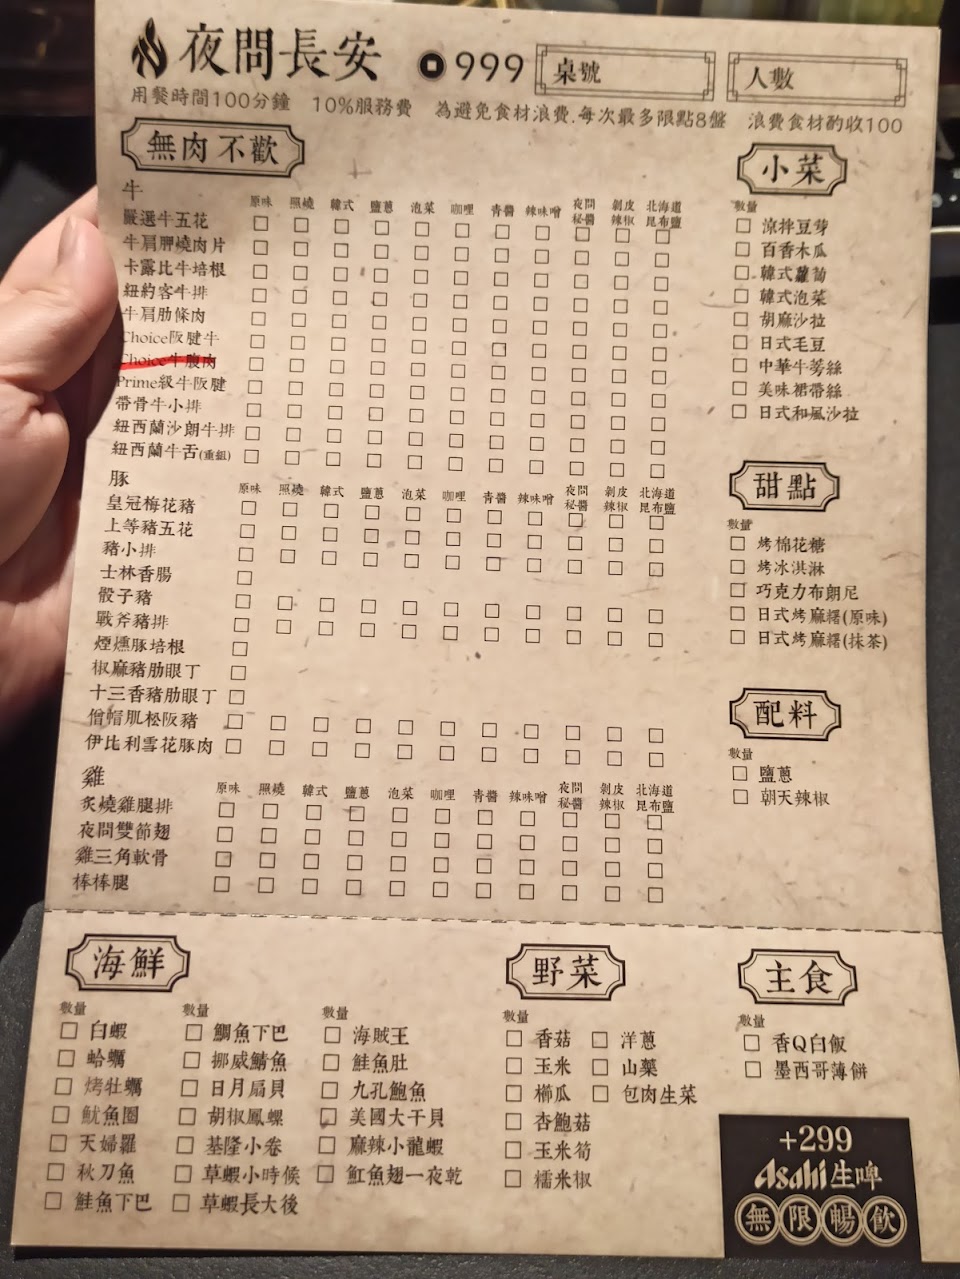 夜問長安 999 桌號 人數
用餐時間100分鐘 10%服務費 為避免食材浪費.每次最多限點8盤 浪費食材酌收100
無肉不歡
牛
原味 照燒 韓式 鹽蔥 泡菜 咖哩 青醬 辣味噌 夜問秘醬 剝皮辣椒 北海道昆布鹽
嚴選牛五花
牛肩胛燒肉片
卡露比牛培根
紐約客牛排
牛肩肋條肉
Choice阪腱牛
Choice牛腹肉
Prime級牛阪腱
帶骨牛小排
紐西蘭沙朗牛排
紐西蘭牛舌(重組)
豚
原味 照燒 韓式 鹽蔥 泡菜 咖哩 青醬 辣味噌 夜問秘醬 剝皮辣椒 北海道昆布鹽
皇冠梅花豬
上等豬五花
豬小排
士林香腸
骰子豬
戰斧豬排
煙燻豚培根
椒麻豬肋眼丁
十三香豬肋眼丁
僧帽肌松阪豬
伊比利雪花豚肉
雞
原味 照燒 韓式 鹽蔥 泡菜 咖哩 青醬 辣味噌 夜問秘醬 剝皮辣椒 北海道昆布鹽
炙燒雞腿排
夜問雙節翅
雞三角軟骨
棒棒腿
小菜
數量
涼拌豆芽
百香木瓜
韓式蘿蔔
韓式泡菜
胡麻沙拉
日式毛豆
中華牛蒡絲
美味裙帶絲
日式和風沙拉
甜點
數量
烤棉花糖
烤冰淇淋
巧克力布朗尼
日式烤麻糬(原味)
日式烤麻糬(抹茶)
配料
數量
鹽蔥
朝天辣椒
海鮮
數量
白蝦
蛤蠣
烤牡蠣
魷魚圈
天婦羅
秋刀魚
鮭魚下巴
數量
鯛魚下巴
挪威鯖魚
日月扇貝
胡椒鳳螺
基隆小卷
草蝦小時候
草蝦長大後
數量
海賊王
鮭魚肚
九孔鮑魚
美國大干貝
麻辣小龍蝦
魟魚翅一夜乾
野菜
數量
香菇
玉米
櫛瓜
杏鮑菇
玉米筍
糯米椒
洋蔥
山藥
包肉生菜
主食
數量
香Q白飯
墨西哥薄餅
+299
Asahi生啤
無限暢飲